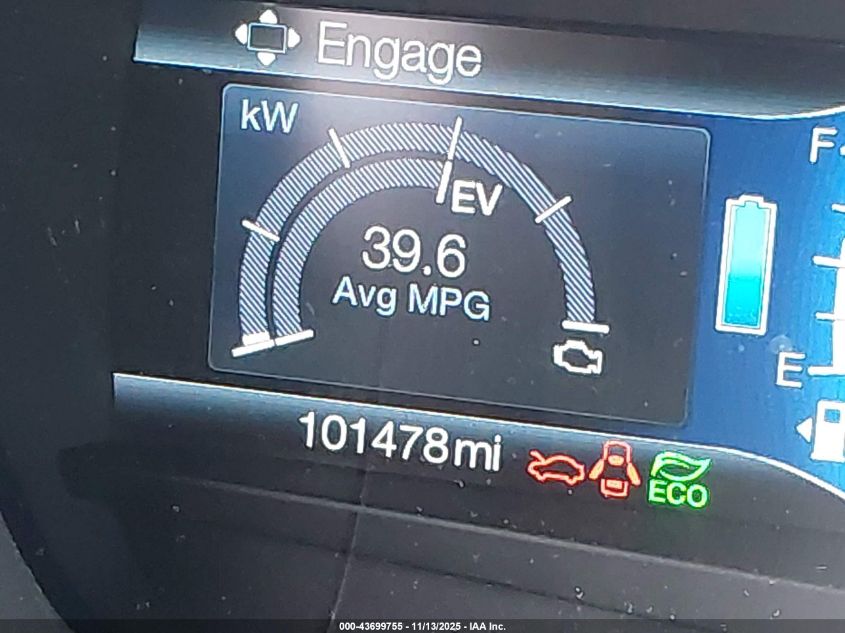 Engage
kW
F
EV
39.6
Avg MPG
E
101478mi
ECO
000-43699755 - 11/13/2025 - IAA Inc.